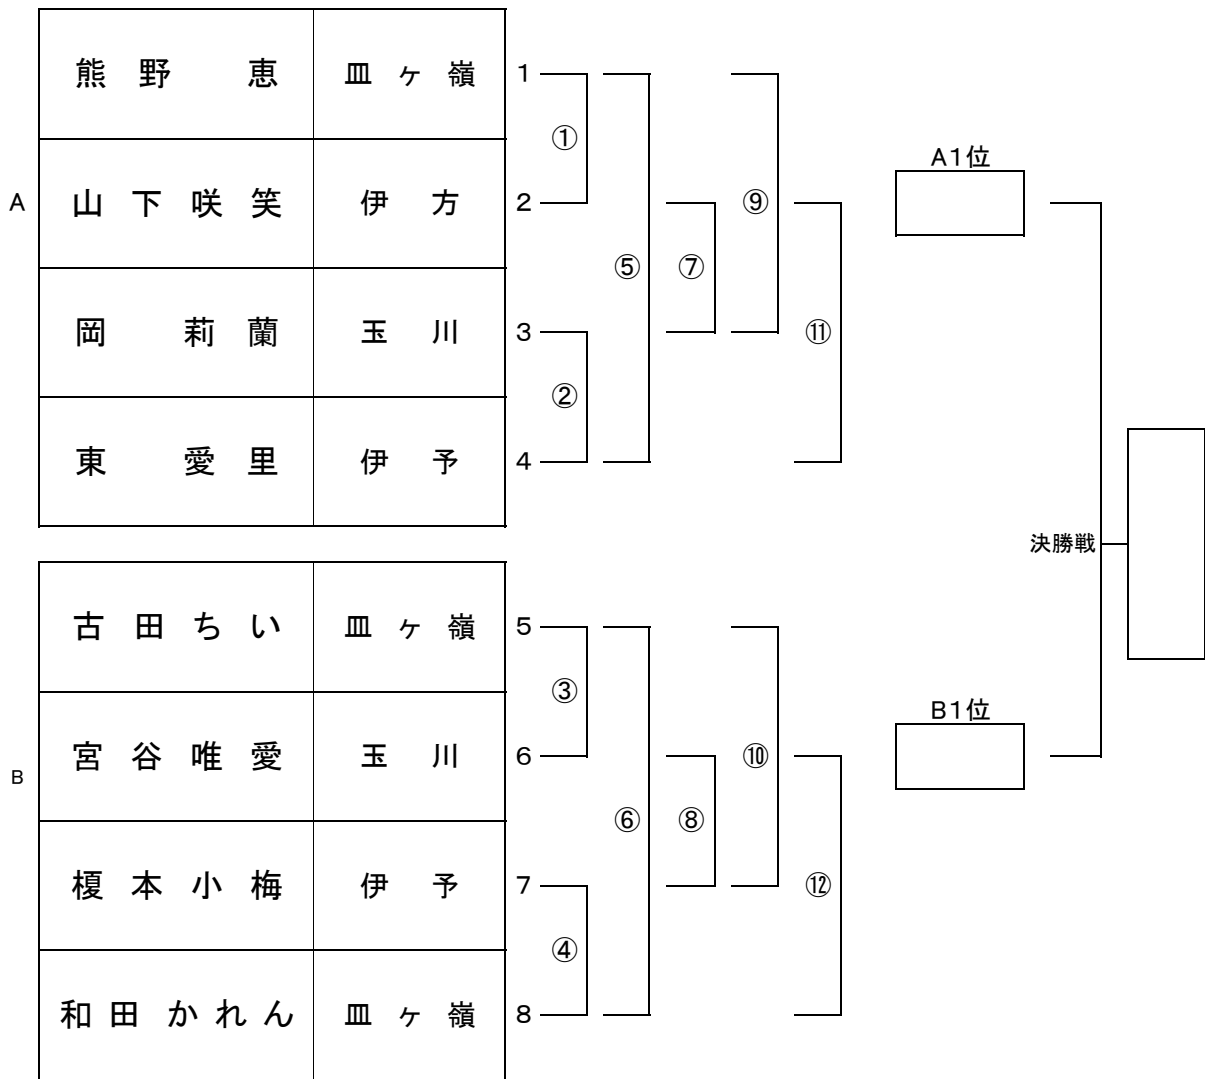 熊野 恵 皿ヶ嶺 1
①
A1位
A 山下咲笑 伊方 2 ⑨
⑤ ⑦
岡 莉蘭 玉川 3 ⑪
②
東 愛里 伊予 4
決勝戦
古田ちい 皿ヶ嶺 5
③
B1位
B 宮谷唯愛 玉川 6 ⑩
⑥ ⑧
榎本小梅 伊予 7 ⑫
④
和田かれん 皿ヶ嶺 8